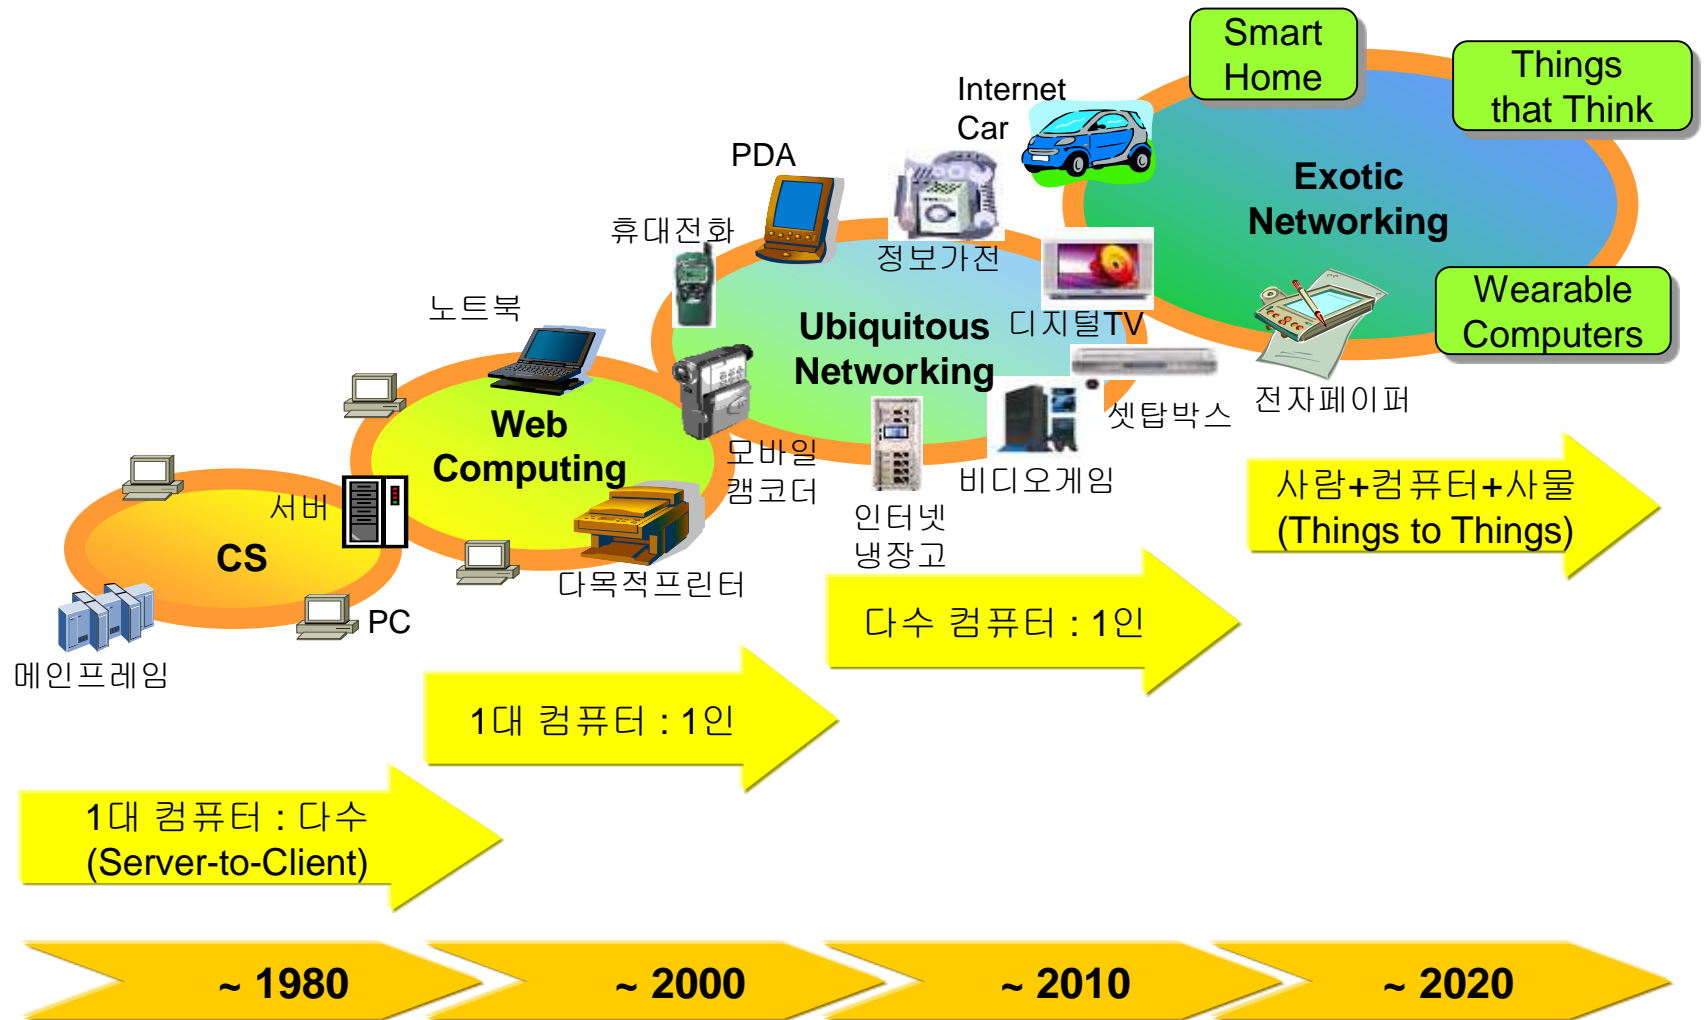 Smart
Home
Things
that Think
Internet
Car
PDA
Exotic
Networking
휴대전화
정보가전
노트북
Ubiquitous
Networking
디지털TV
Wearable
Computers
전자페이퍼
셋탑박스
Web
Computing
모바일
캠코더
비디오게임
사람+컴퓨터+사물
(Things to Things)
서버
인터넷
냉장고
CS
다목적프린터
PC
다수 컴퓨터 : 1인
메인프레임
1대 컴퓨터 : 1인
1대 컴퓨터 : 다수
(Server-to-Client)
~ 1980
~ 2000
~ 2010
~ 2020